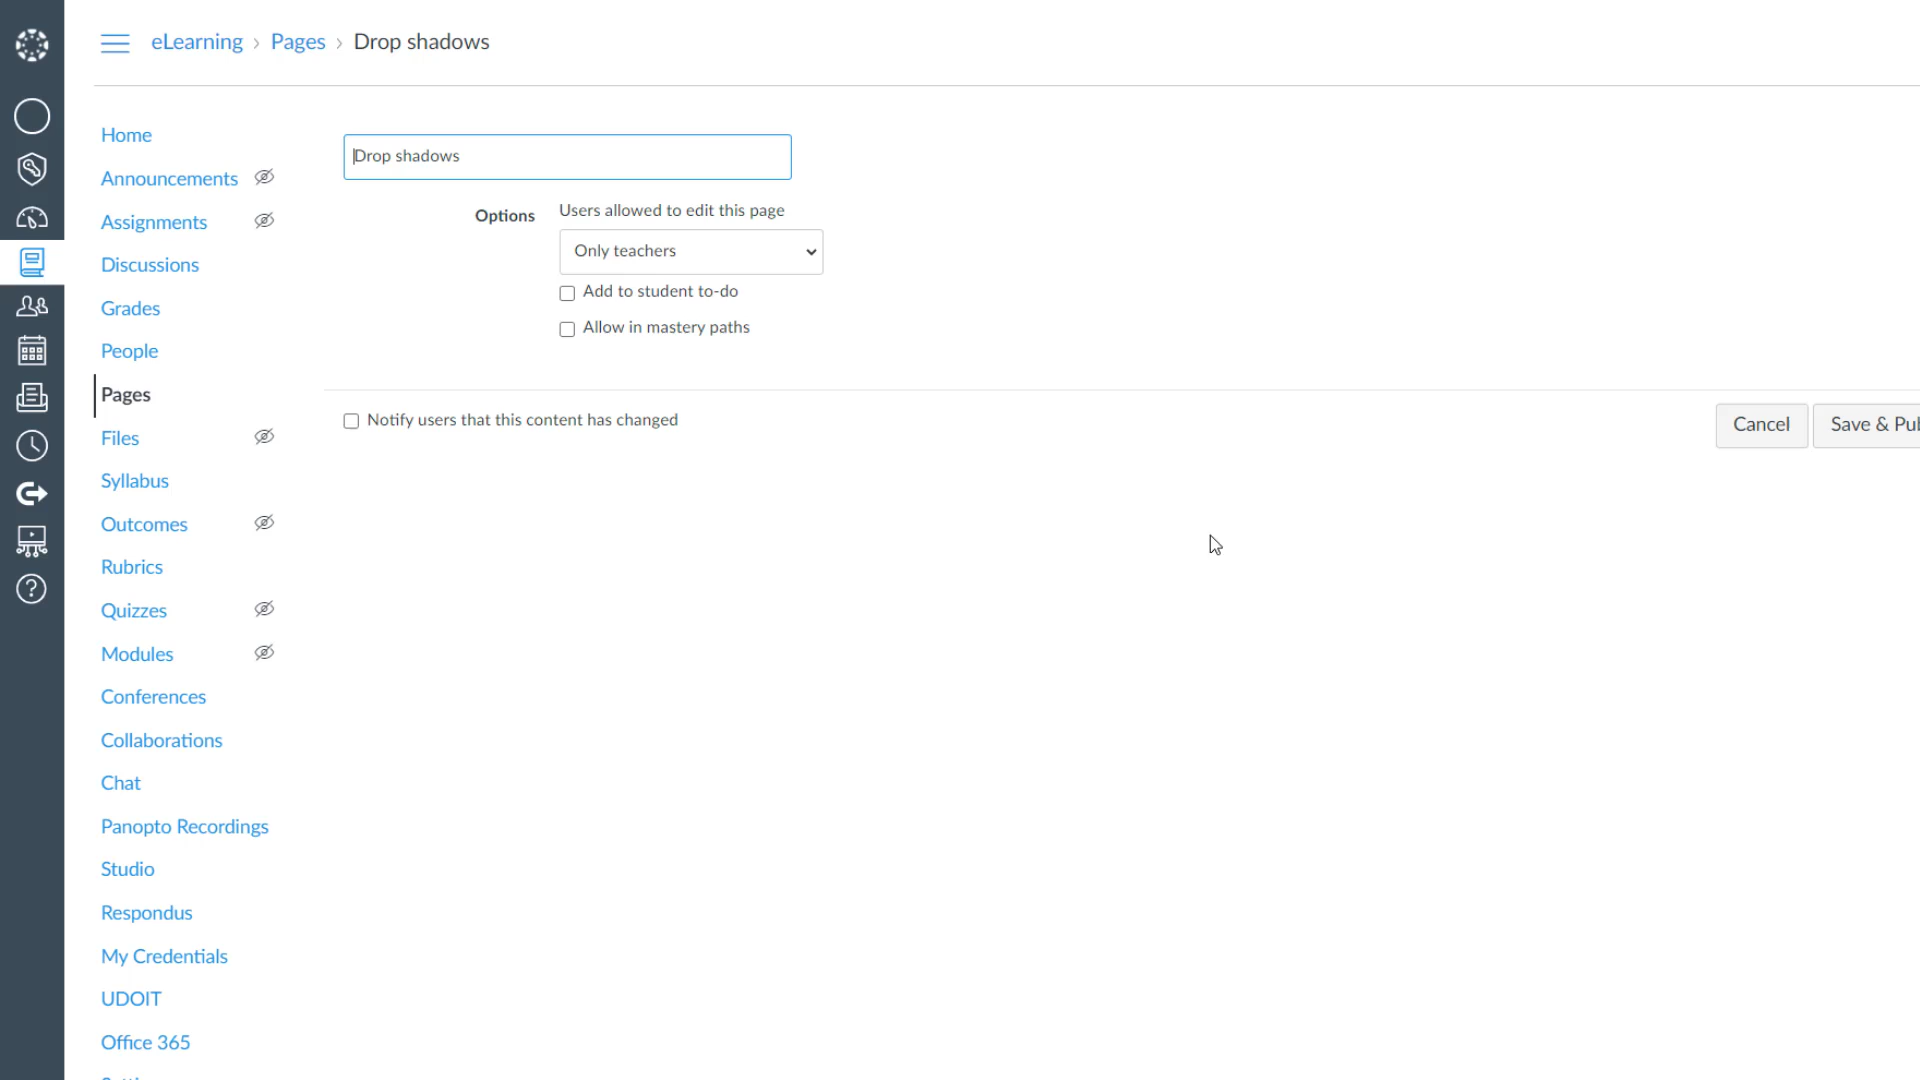 eLearning › Pages › Drop shadows
Home
Announcements
Assignments
Discussions
Grades
People
Pages
Files
Syllabus
Outcomes
Rubrics
Quizzes
Modules
Conferences
Collaborations
Chat
Panopto Recordings
Studio
Respondus
My Credentials
UDOIT
Office 365
Drop shadows
Options
Users allowed to edit this page
Only teachers
Add to student to-do
Allow in mastery paths
Notify users that this content has changed
Cancel
Save & Pub